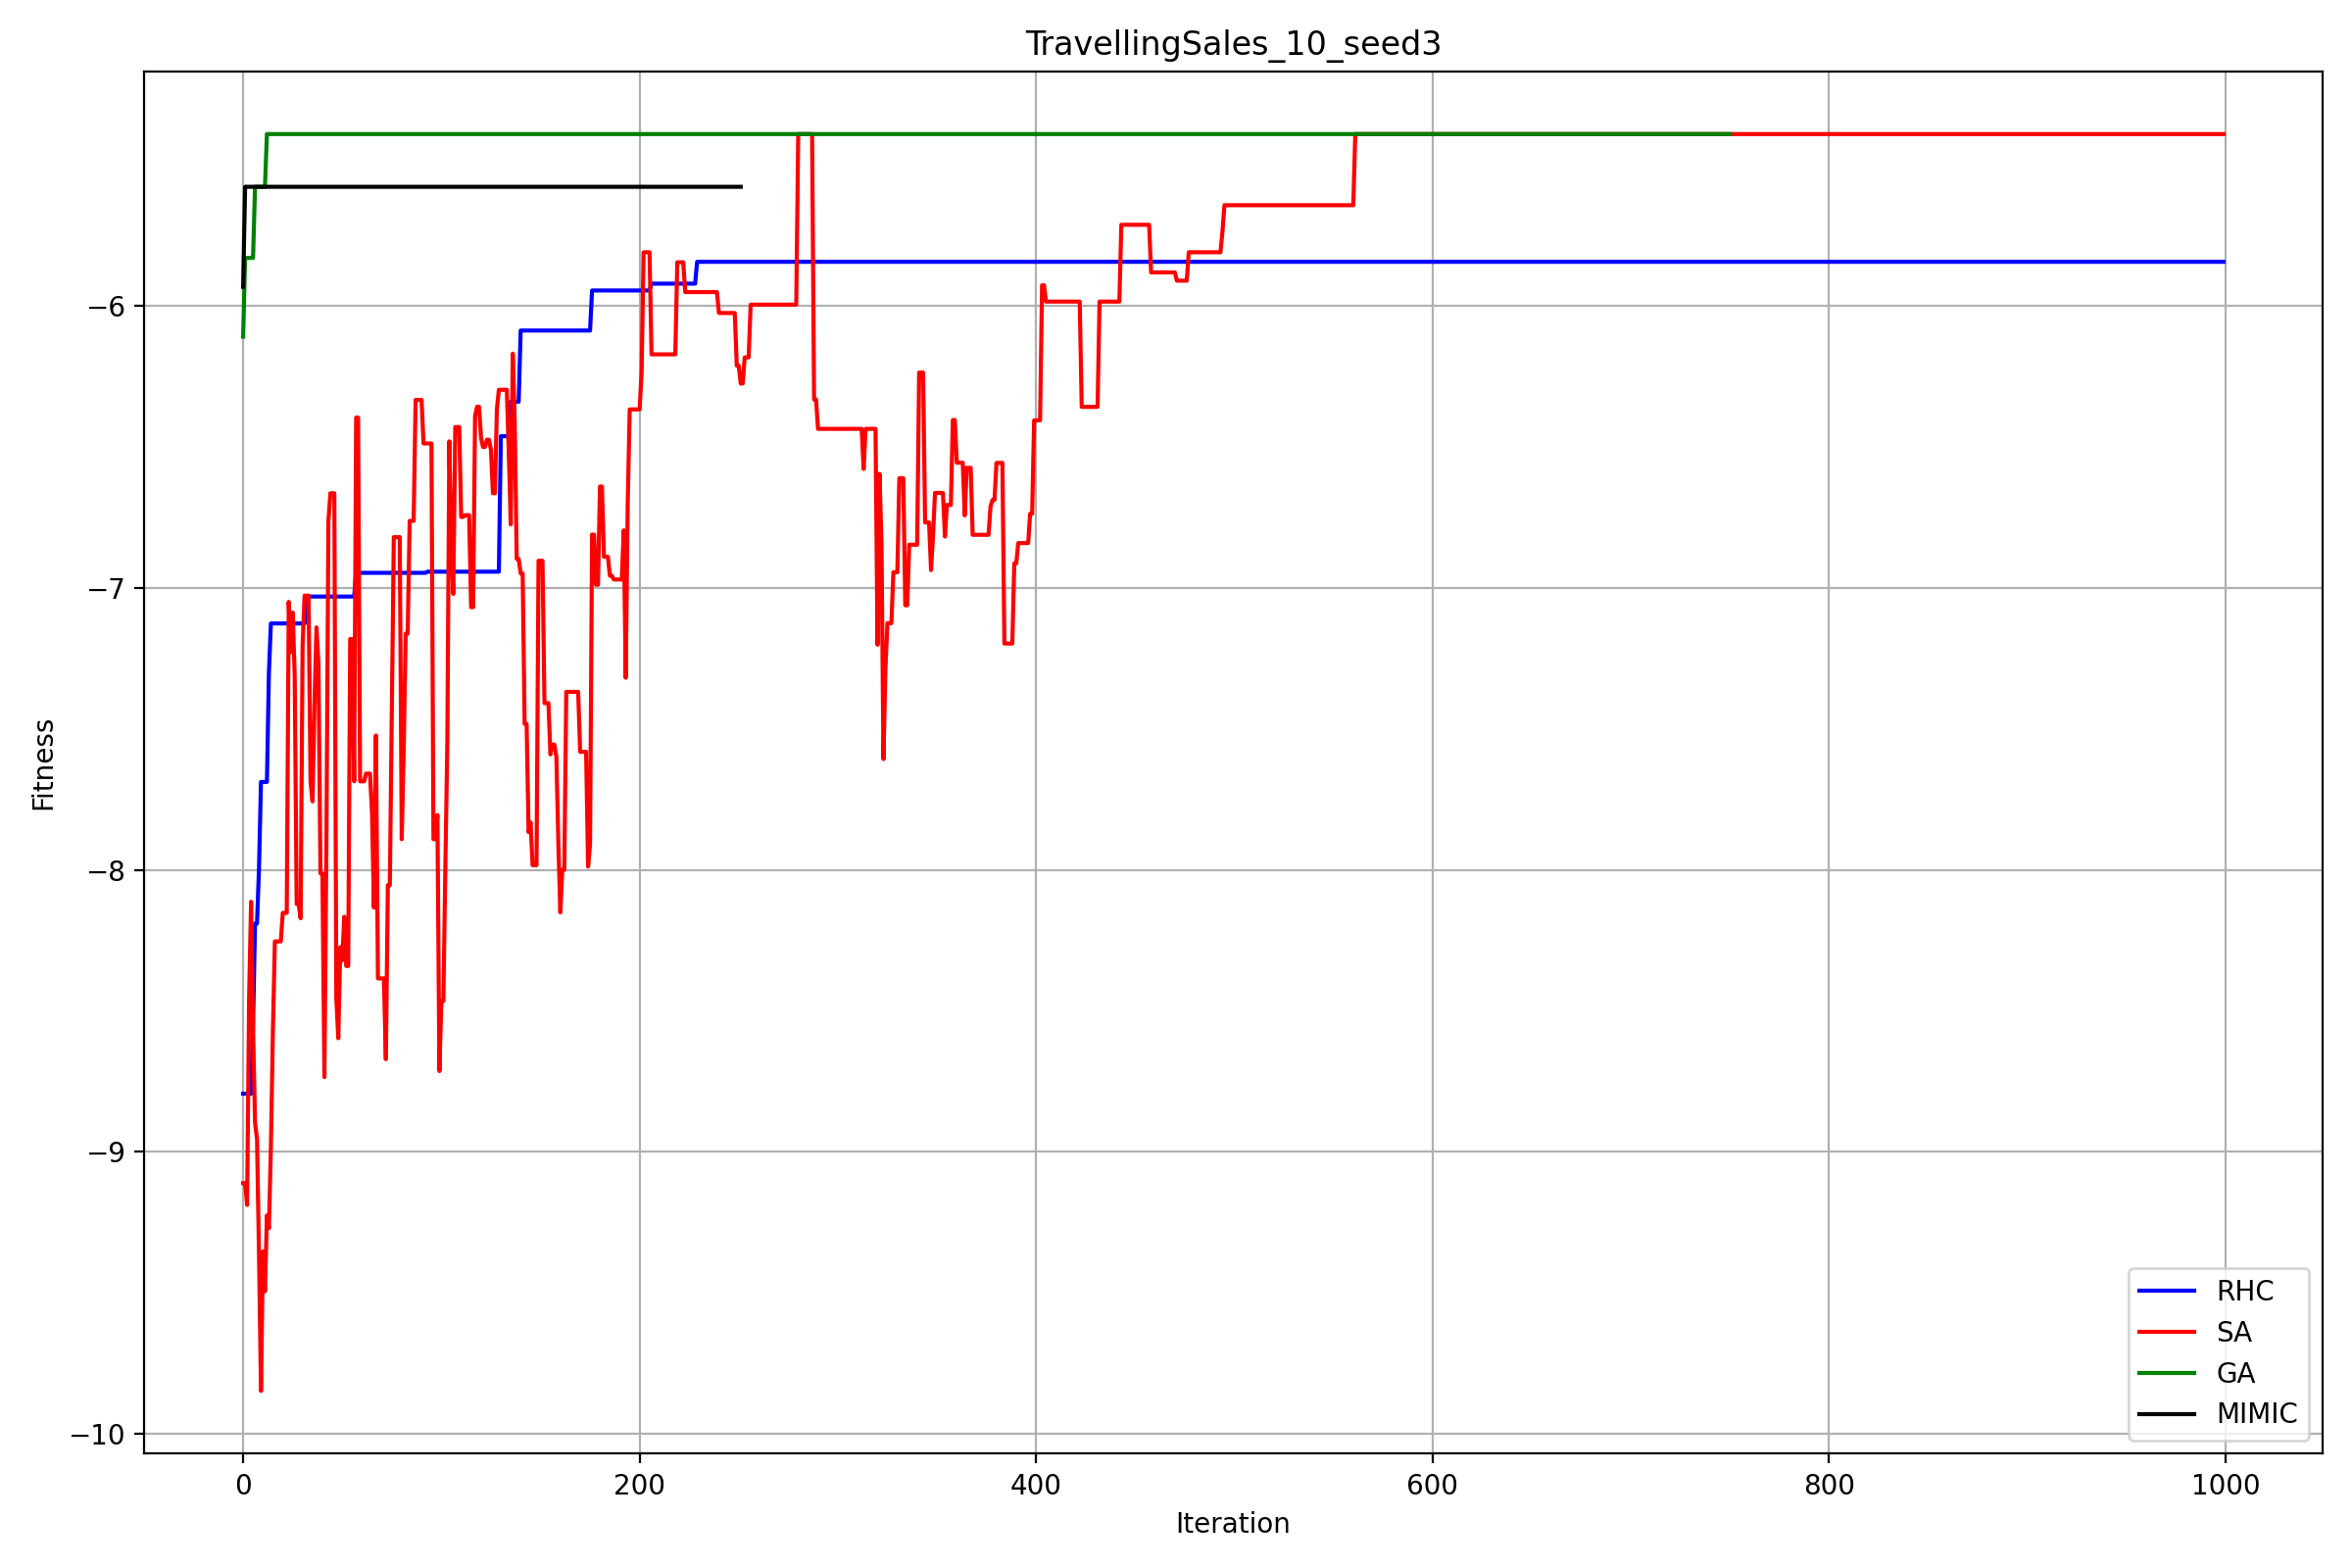 TravellingSales_10_seed3
Fitness
−6
−7
−8
−9
−10
0
200
400
600
800
1000
Iteration
RHC
SA
GA
MIMIC